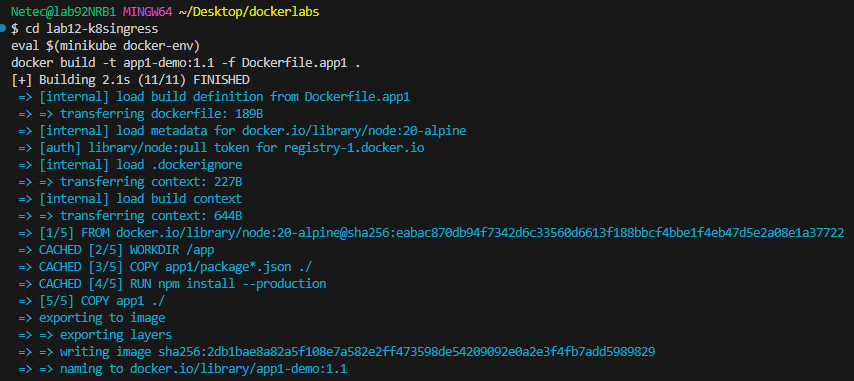 Netec@lab92NRB1 MINGW64 ~/Desktop/dockerlabs
$ cd lab12-k8singress
eval $(minikube docker-env)
docker build -t app1-demo:1.1 -f Dockerfile.app1 .
[+] Building 2.1s (11/11) FINISHED
=> [internal] load build definition from Dockerfile.app1
=> => transferring dockerfile: 189B
=> [internal] load metadata for docker.io/library/node:20-alpine
=> [auth] library/node:pull token for registry-1.docker.io
=> [internal] load .dockerignore
=> => transferring context: 227B
=> [internal] load build context
=> => transferring context: 644B
=> [1/5] FROM docker.io/library/node:20-alpine@sha256:eabac870db94f7342d6c33560d6613f188bbcf4bbe1f4eb47d5e2a08e1a37722
=> CACHED [2/5] WORKDIR /app
=> CACHED [3/5] COPY app1/package*.json ./
=> CACHED [4/5] RUN npm install --production
=> [5/5] COPY app1 ./
=> exporting to image
=> => exporting layers
=> => writing image sha256:2db1bae8a82a5f108e7a582e2ff473598de54209092e0a2e3f4fb7add5989829
=> => naming to docker.io/library/app1-demo:1.1